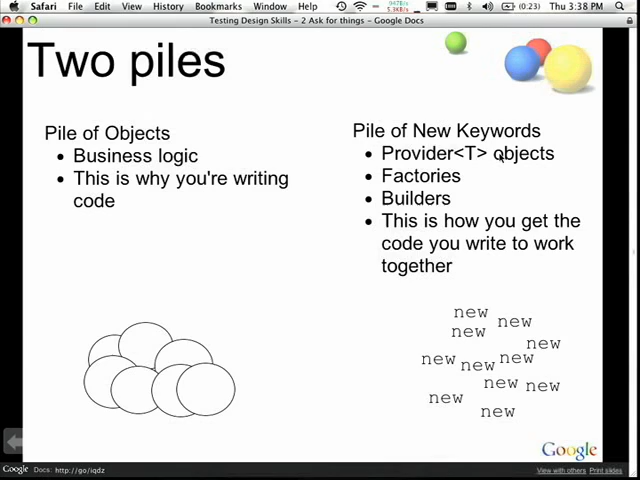 Safari File Edit View History Bookmarks Window Help (0:23) Thu 3:38 PM
Testing Design Skills - 2 Ask for things - Google Docs
Two piles
Pile of Objects
• Business logic
• This is why you're writing
code
Pile of New Keywords
• Provider<T> objects
• Factories
• Builders
• This is how you get the
code you write to work
together
new
new
new
new
new
new
new
new
new
new
new
Google
Google Docs: http://go/iqdz View with others Print slides